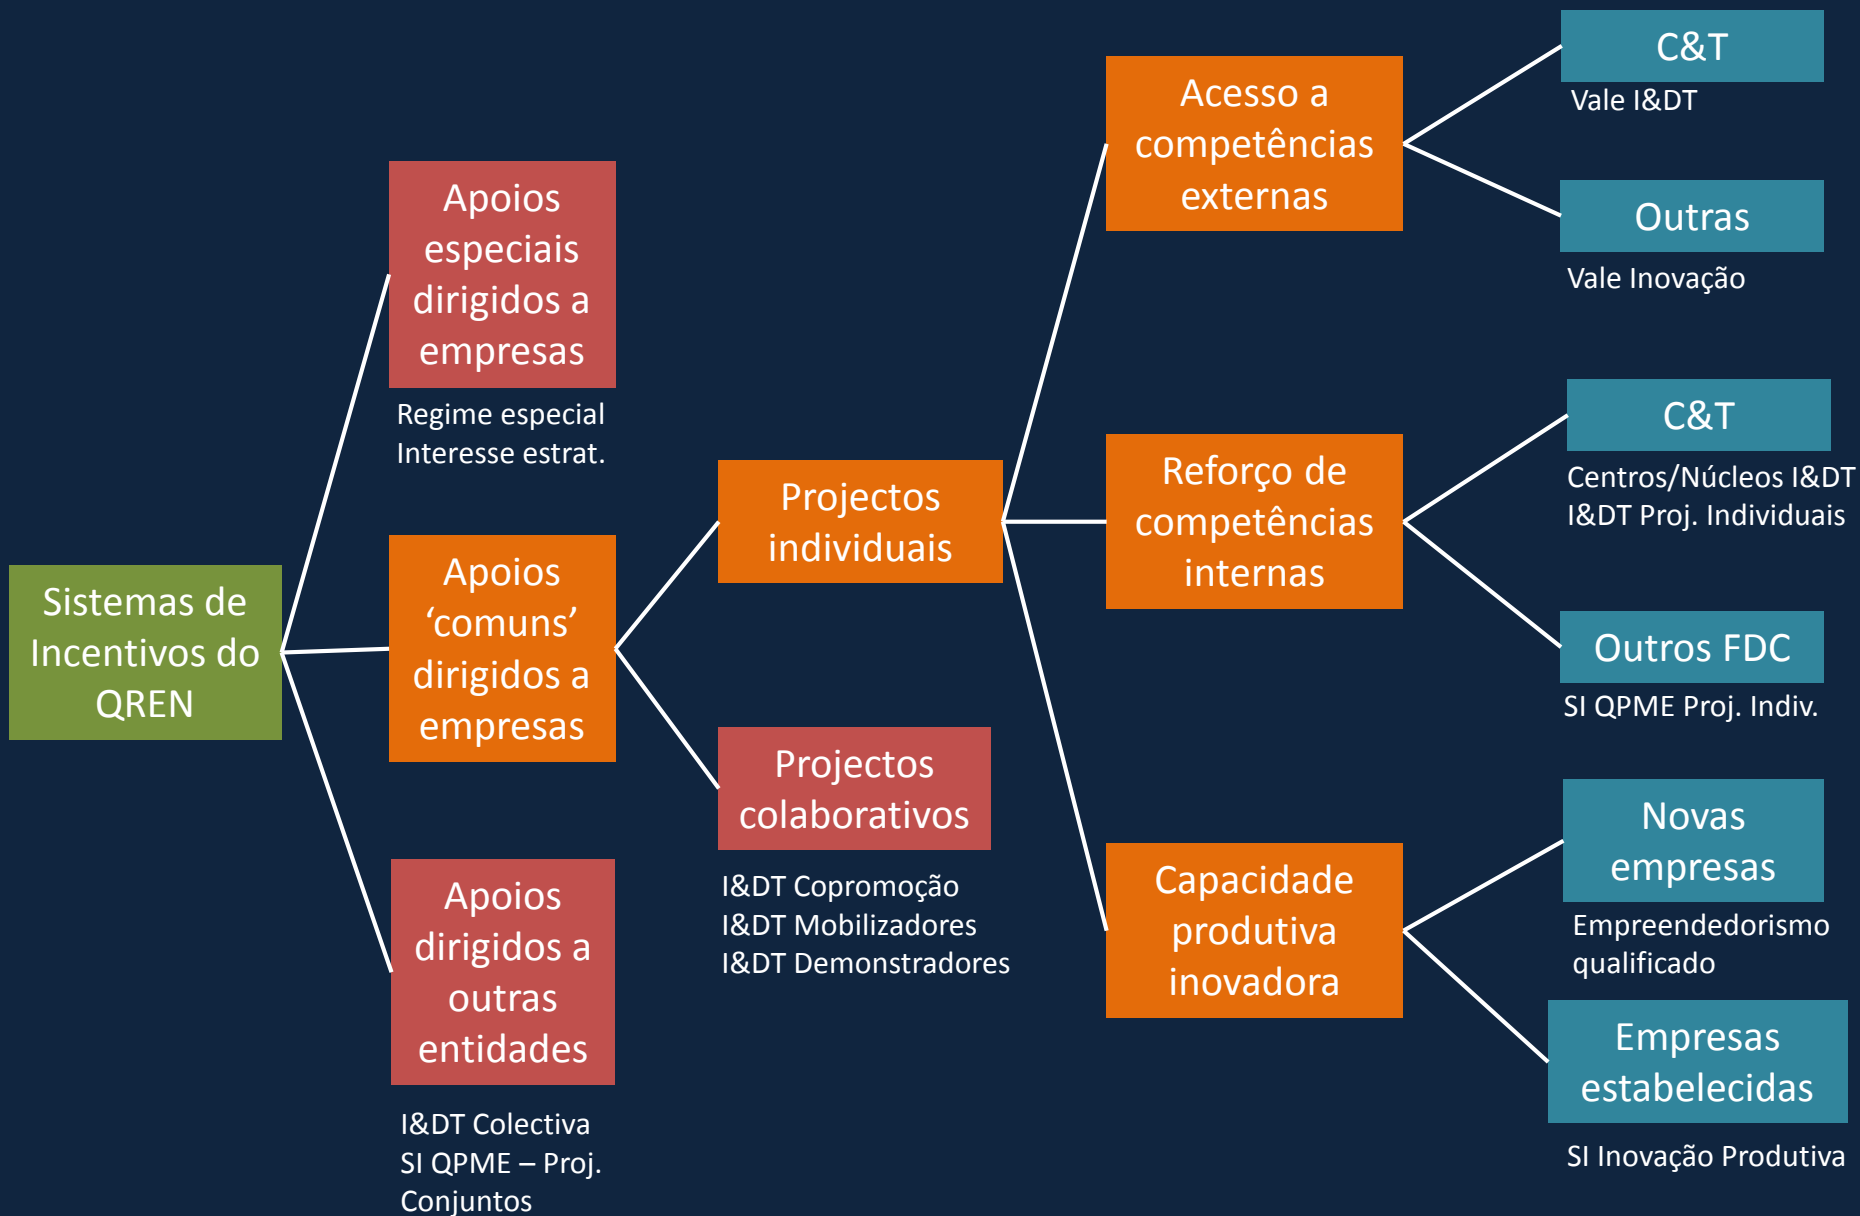 Sistemas de
Incentivos do
QREN
Apoios
especiais
dirigidos a
empresas
Regime especial
Interesse estrat.
Apoios
‘comuns’
dirigidos a
empresas
Apoios
dirigidos a
outras
entidades
I&DT Colectiva
SI QPME – Proj.
Conjuntos
Projectos
individuais
Projectos
colaborativos
I&DT Copromoção
I&DT Mobilizadores
I&DT Demonstradores
Acesso a
competências
externas
Reforço de
competências
internas
Capacidade
produtiva
inovadora
C&T
Vale I&DT
Outras
Vale Inovação
C&T
Centros/Núcleos I&DT
I&DT Proj. Individuais
Outros FDC
SI QPME Proj. Indiv.
Novas
empresas
Empreendedorismo
qualificado
Empresas
estabelecidas
SI Inovação Produtiva